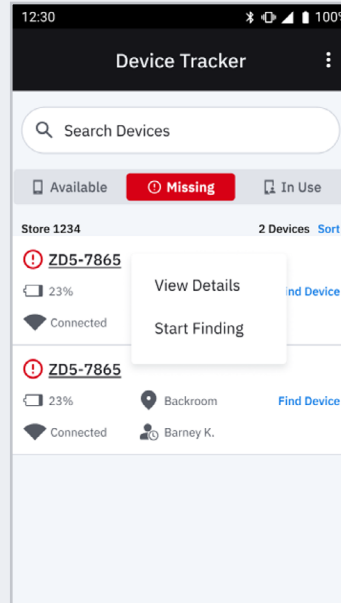 12:30 100%
Device Tracker
Search Devices
Available Missing In Use
Store 1234 2 Devices Sort
ZD5-7865
View Details
23% ind Device
Connected
Start Finding
ZD5-7865
23% Backroom Find Device
Connected Barney K.